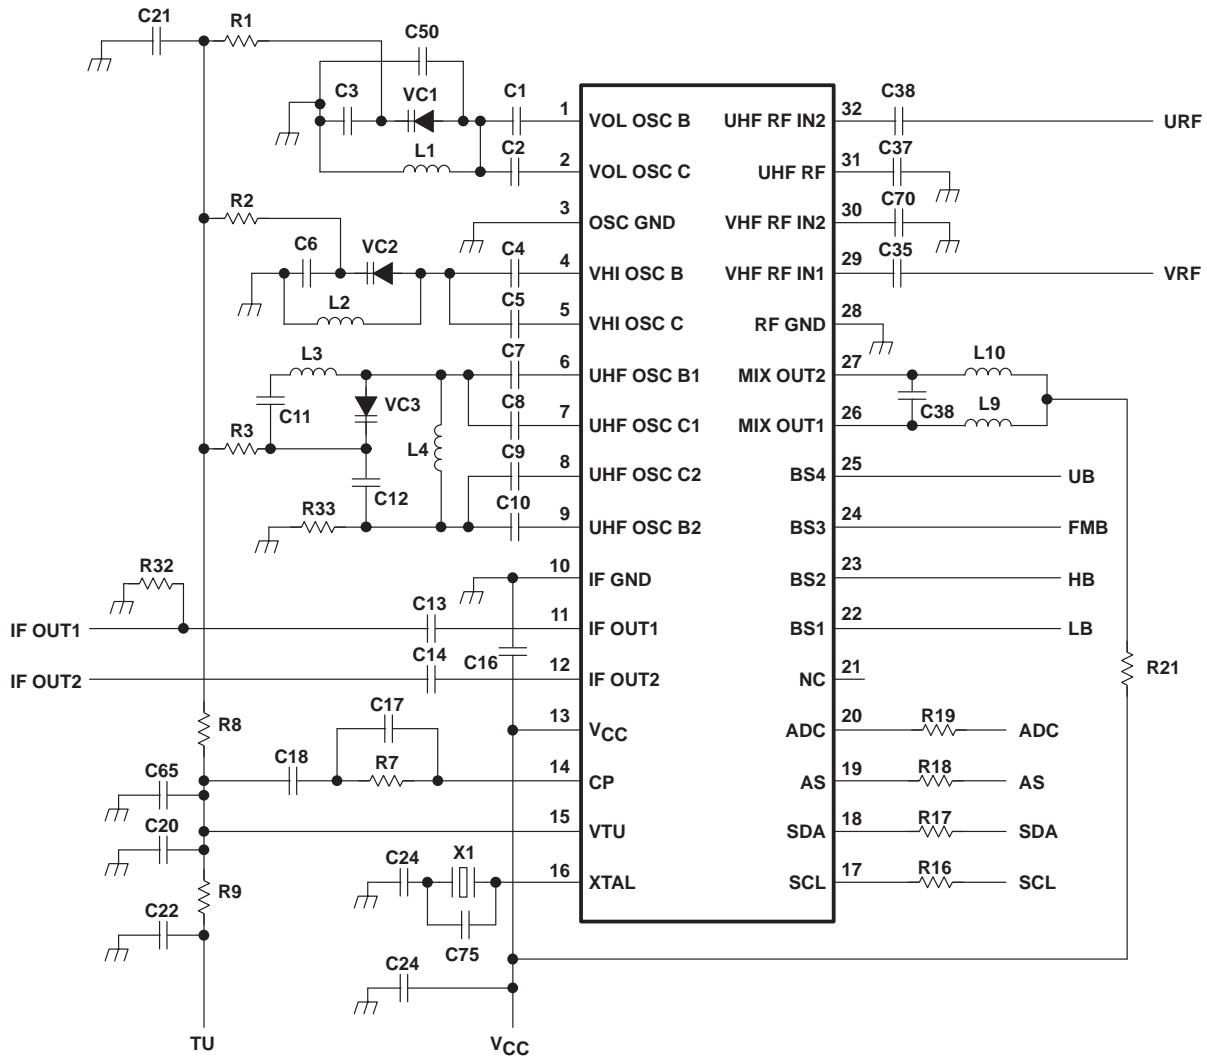 C21
R1
C50
C3
VC1
C1
1
VOL OSC B
UHF RF IN2
32
C38
URF
L1
C2
2
VOL OSC C
UHF RF
31
C37
R2
3
OSC GND
VHF RF IN2
30
C70
C6
VC2
C4
4
VHI OSC B
VHF RF IN1
29
C35
VRF
L2
C5
5
VHI OSC C
RF GND
28
L3
C7
6
UHF OSC B1
MIX OUT2
27
L10
C11
VC3
C8
7
UHF OSC C1
MIX OUT1
26
C38
L9
R3
L4
C9
8
UHF OSC C2
BS4
25
UB
C12
R33
C10
9
UHF OSC B2
BS3
24
FMB
R32
10
IF GND
BS2
23
HB
IF OUT1
C13
11
IF OUT1
BS1
22
LB
IF OUT2
C14
C16
12
IF OUT2
NC
21
R21
R8
C17
13
VCC
ADC
20
R19
ADC
C65
C18
R7
14
CP
AS
19
R18
AS
C20
15
VTU
SDA
18
R17
SDA
R9
C24
X1
16
XTAL
SCL
17
R16
SCL
C22
C75
C24
TU
VCC